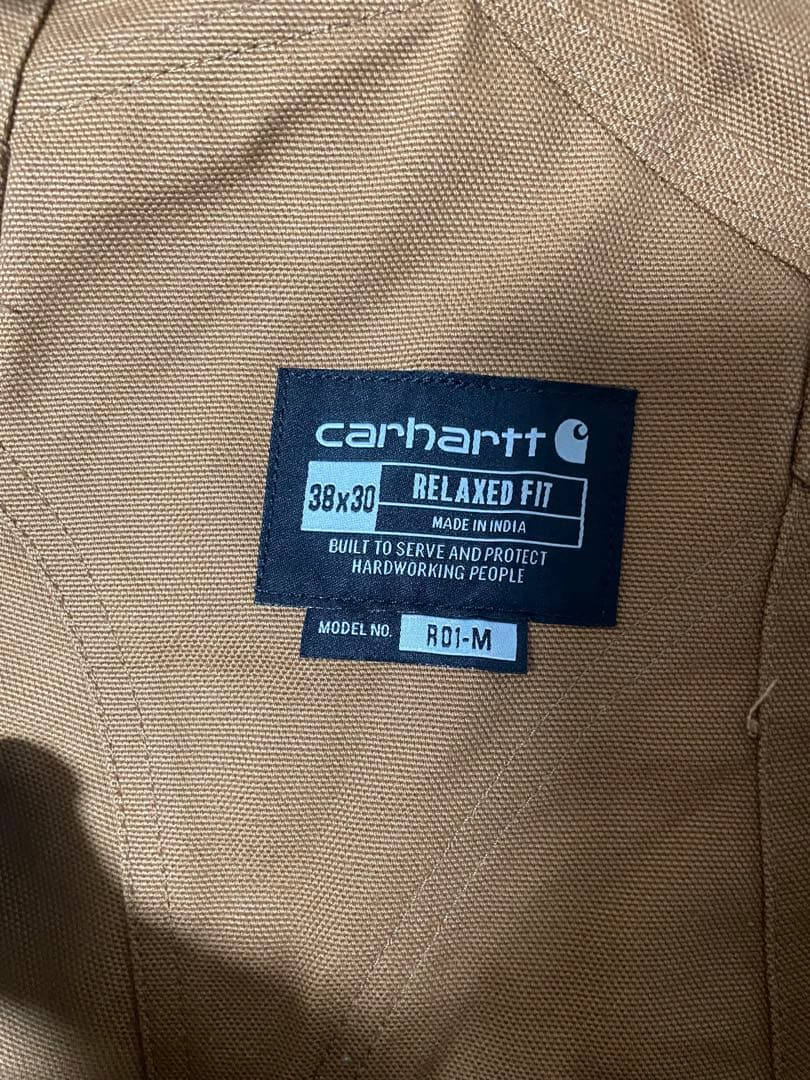 carhartt
38x30
RELAXED FIT
MADE IN INDIA
BUILT TO SERVE AND PROTECT
HARDWORKING PEOPLE
MODEL NO. R01-M